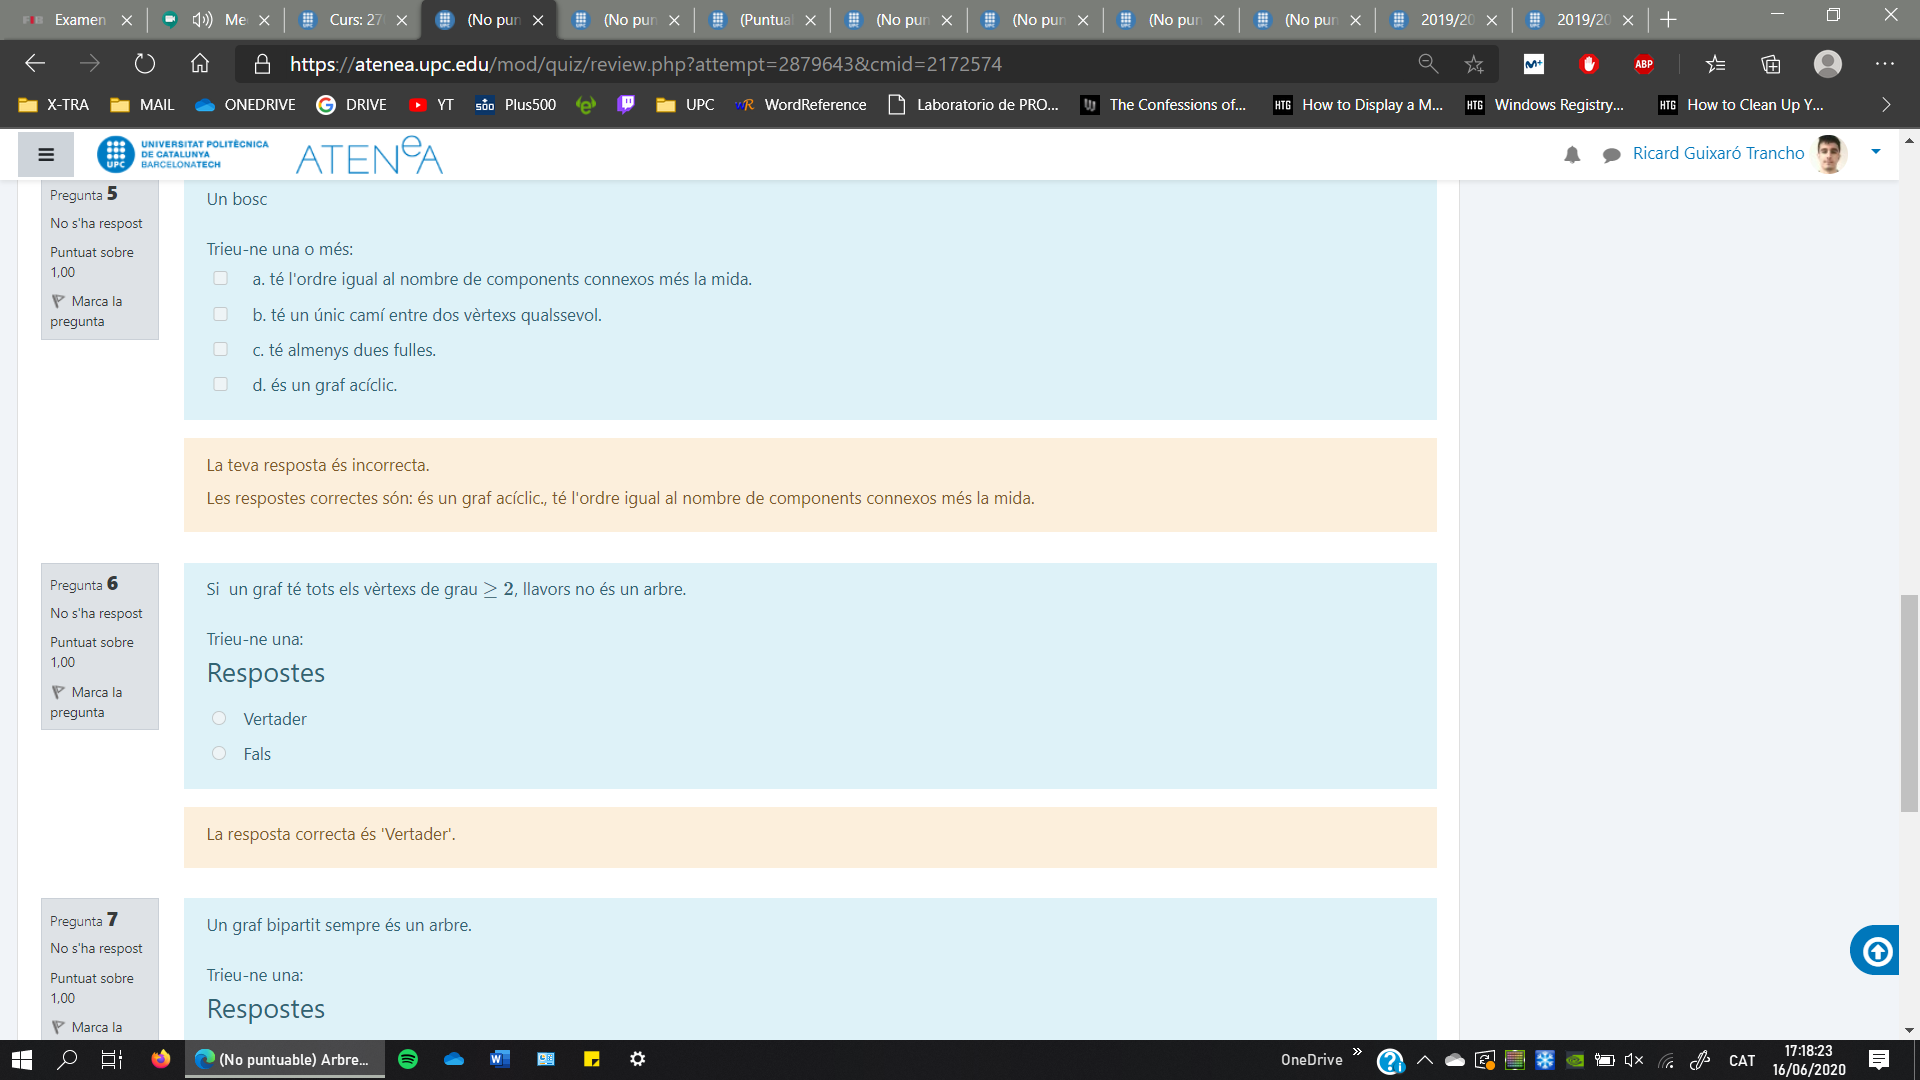 Examen
Me
Curs: 27
(No pun
(No pun
(Puntual
(No pun
(No pun
(No pun
(No pun
2019/20
2019/20
https://atenea.upc.edu/mod/quiz/review.php?attempt=2879643&cmid=2172574
ABP
X-TRA
MAIL
ONEDRIVE
DRIVE
YT
Plus500
UPC
WordReference
Laboratorio de PRO...
The Confessions of...
HTG How to Display a M...
HTG Windows Registry...
HTG How to Clean Up Y...
UPC
UNIVERSITAT POLITÈCNICA
DE CATALUNYA
BARCELONATECH
ATENeA
Ricard Guixaró Trancho
Pregunta 5
No s'ha respost
Puntuat sobre
1,00
Marca la
pregunta
Un bosc
Trieu-ne una o més:
a. té l'ordre igual al nombre de components connexos més la mida.
b. té un únic camí entre dos vèrtexs qualssevol.
c. té almenys dues fulles.
d. és un graf acíclic.
La teva resposta és incorrecta.
Les respostes correctes són: és un graf acíclic., té l'ordre igual al nombre de components connexos més la mida.
Pregunta 6
No s'ha respost
Puntuat sobre
1,00
Marca la
pregunta
Si un graf té tots els vèrtexs de grau ≥ 2, llavors no és un arbre.
Trieu-ne una:
Respostes
Vertader
Fals
La resposta correcta és 'Vertader'.
Pregunta 7
No s'ha respost
Puntuat sobre
1,00
Marca la
Un graf bipartit sempre és un arbre.
Trieu-ne una:
Respostes
(No puntuable) Arbre...
OneDrive
CAT
17:18:23
16/06/2020